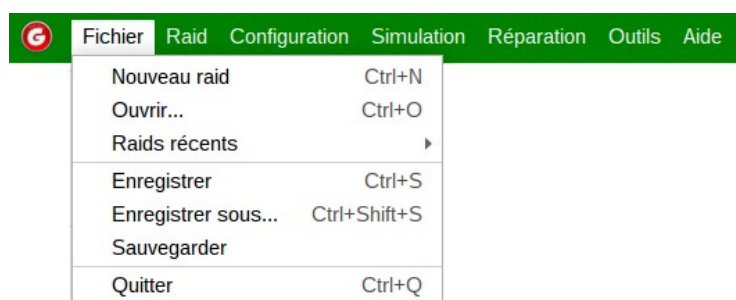 G Fichier Raid Configuration Simulation Réparation Outils Aide
Nouveau raid Ctrl+N
Ouvrir... Ctrl+O
Raids récents
Enregistrer Ctrl+S
Enregistrer sous... Ctrl+Shift+S
Sauvegarder
Quitter Ctrl+Q